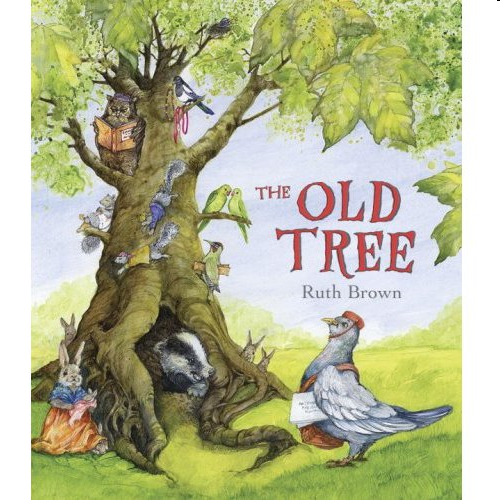 THE OLD
TREE
Ruth Brown